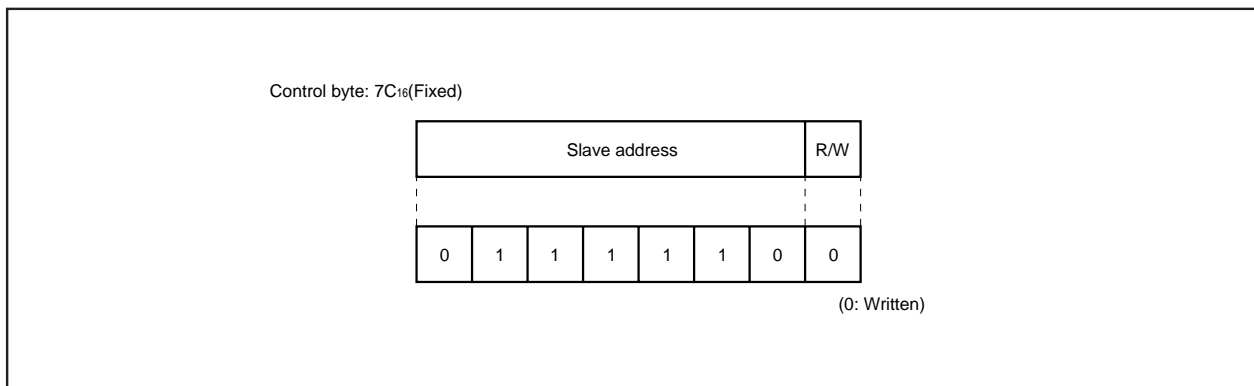 Control byte: 7C₁₆(Fixed)
Slave address R/W
0 1 1 1 1 1 0 0
(0: Written)